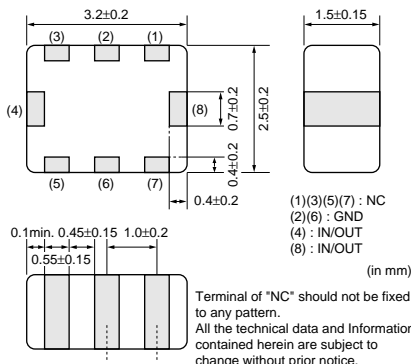 3.2±0.2
1.5±0.15
(3) (2) (1)
(4)
(8)
0.7±0.2
2.5±0.2
0.4±0.2
(5) (6) (7)
0.4±0.2
(1)(3)(5)(7) : NC
(2)(6) : GND
(4) : IN/OUT
(8) : IN/OUT
(in mm)
0.1min. 0.45±0.15 1.0±0.2
0.55±0.15
Terminal of "NC" should not be fixed
to any pattern.
All the technical data and Information
contained herein are subject to
change without prior notice.